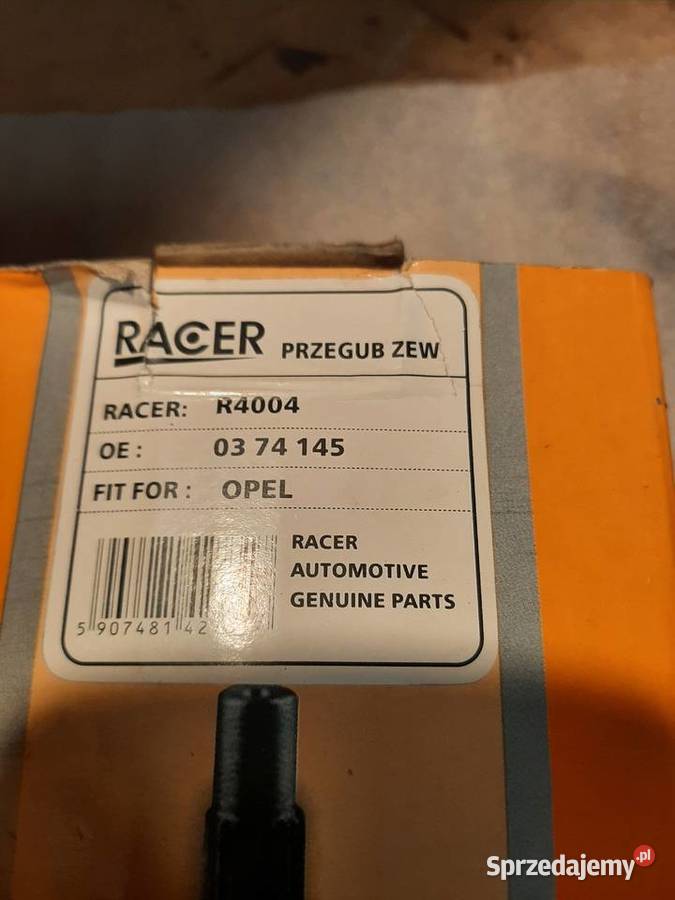 RACER PRZEGUB ZEW
RACER: R4004
OE : 03 74 145
FIT FOR : OPEL
RACER
AUTOMOTIVE
GENUINE PARTS
5 907481 42
Sprzedajemy.pl